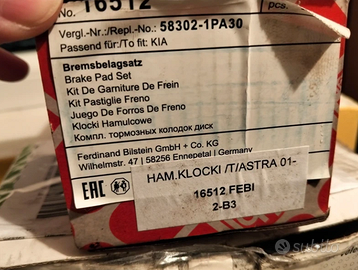 No. 16512
pcs.
Vergl.-Nr.:/Repl.-No.: 58302-1PA30
Passend für:/To fit: KIA
Bremsbelagsatz
Brake Pad Set
Kit De Garniture De Frein
Kit Pastiglie Freno
Juego De Forros De Freno
Klocki Hamulcowe
Компл. тормозных колодок диск
Ferdinand Bilstein GmbH + Co. KG
Wilhelmstr. 47 | 58256 Ennepetal | Germany
EAC
HAM.KLOCKI /T/ASTRA 01-
16512 FEBI
2-B3